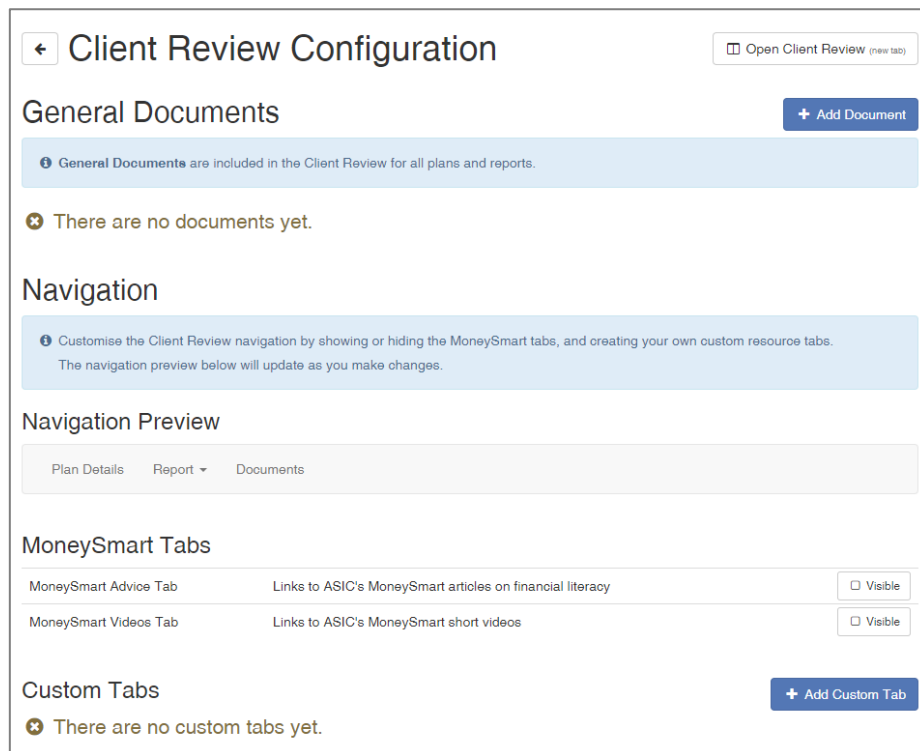 Client Review Configuration
Open Client Review (new tab)
General Documents
Add Document
General Documents are included in the Client Review for all plans and reports.
There are no documents yet.
Navigation
Customise the Client Review navigation by showing or hiding the MoneySmart tabs, and creating your own custom resource tabs.
The navigation preview below will update as you make changes.
Navigation Preview
Plan Details Report Documents
MoneySmart Tabs
MoneySmart Advice Tab Links to ASIC's MoneySmart articles on financial literacy Visible
MoneySmart Videos Tab Links to ASIC's MoneySmart short videos Visible
Custom Tabs
Add Custom Tab
There are no custom tabs yet.